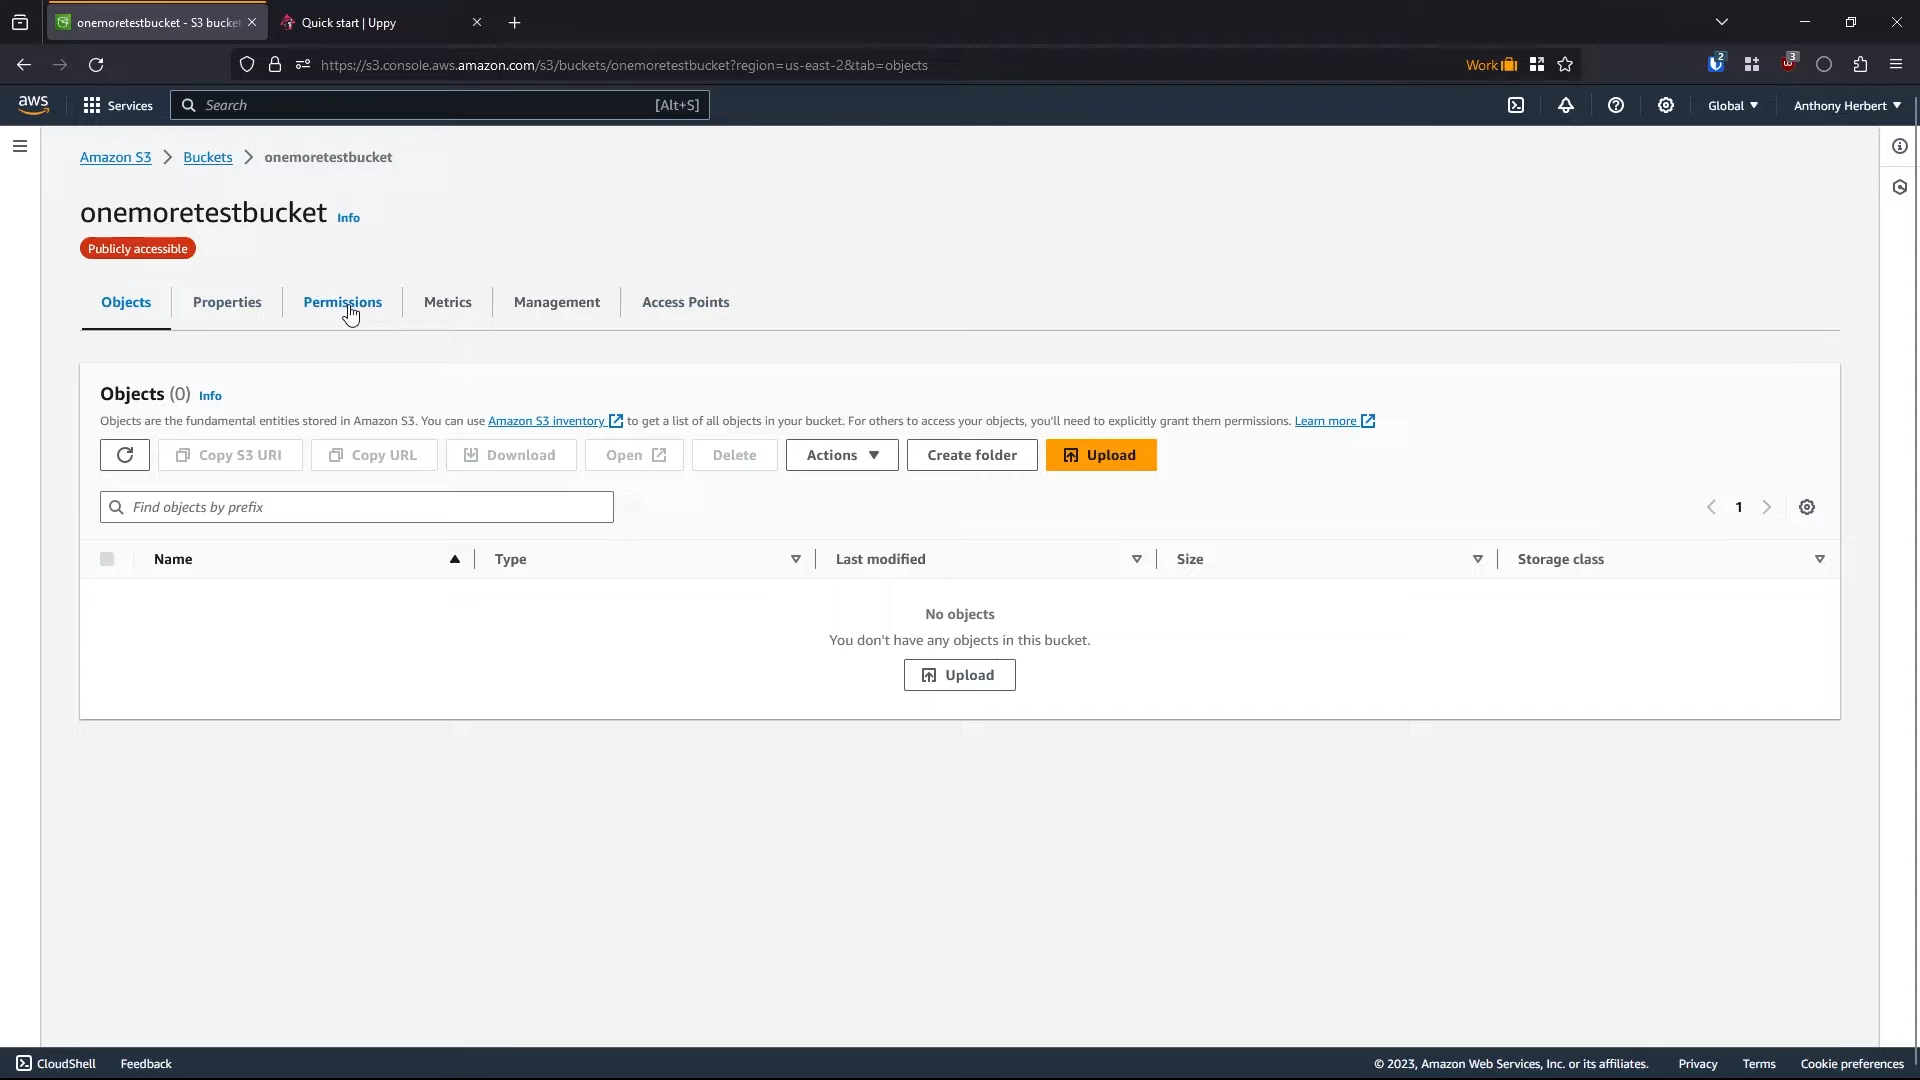 onemoretestbucket - S3 bucket
Quick start | Uppy
https://s3.console.aws.amazon.com/s3/buckets/onemoretestbucket?region=us-east-2&tab=objects
Work
2
3
aws
Services
Search
[Alt+S]
Global
Anthony Herbert
Amazon S3
Buckets
onemoretestbucket
onemoretestbucket Info
Publicly accessible
Objects
Properties
Permissions
Metrics
Management
Access Points
Objects (0) Info
Objects are the fundamental entities stored in Amazon S3. You can use Amazon S3 inventory to get a list of all objects in your bucket. For others to access your objects, you'll need to explicitly grant them permissions. Learn more
Copy S3 URI
Copy URL
Download
Open
Delete
Actions
Create folder
Upload
Find objects by prefix
1
Name
Type
Last modified
Size
Storage class
No objects
You don't have any objects in this bucket.
Upload
CloudShell
Feedback
© 2023, Amazon Web Services, Inc. or its affiliates.
Privacy
Terms
Cookie preferences